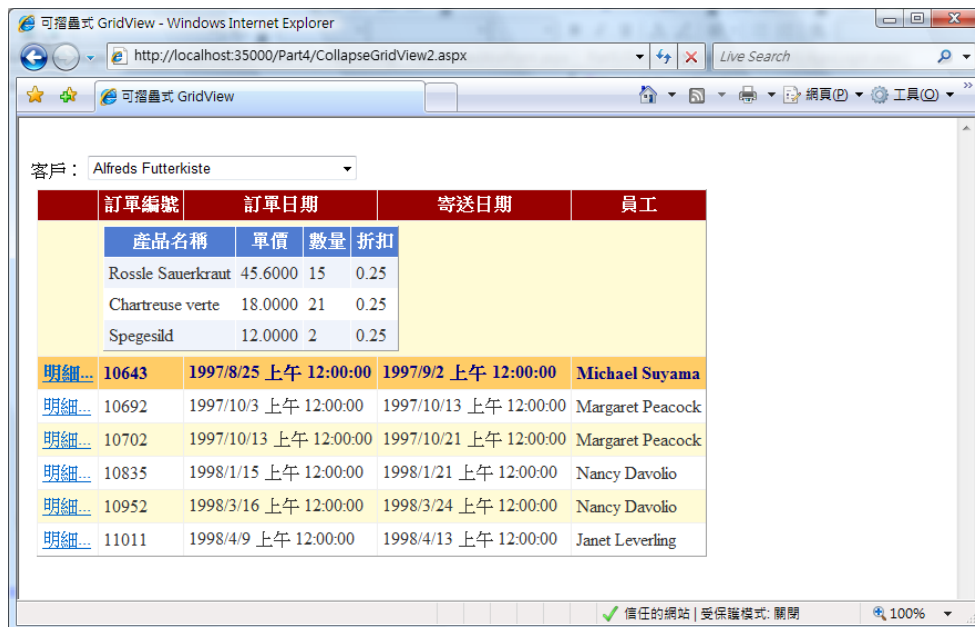 可摺疊式 GridView - Windows Internet Explorer
http://localhost:35000/Part4/CollapseGridView2.aspx
Live Search
可摺疊式 GridView
網頁(P)
工具(O)
客戶： Alfreds Futterkiste
訂單編號 訂單日期 寄送日期 員工
產品名稱 單價 數量 折扣
Rossle Sauerkraut 45.6000 15 0.25
Chartreuse verte 18.0000 21 0.25
Spegesild 12.0000 2 0.25
明細... 10643 1997/8/25 上午 12:00:00 1997/9/2 上午 12:00:00 Michael Suyama
明細... 10692 1997/10/3 上午 12:00:00 1997/10/13 上午 12:00:00 Margaret Peacock
明細... 10702 1997/10/13 上午 12:00:00 1997/10/21 上午 12:00:00 Margaret Peacock
明細... 10835 1998/1/15 上午 12:00:00 1998/1/21 上午 12:00:00 Nancy Davolio
明細... 10952 1998/3/16 上午 12:00:00 1998/3/24 上午 12:00:00 Nancy Davolio
明細... 11011 1998/4/9 上午 12:00:00 1998/4/13 上午 12:00:00 Janet Leverling
信任的網站 | 受保護模式: 關閉
100%